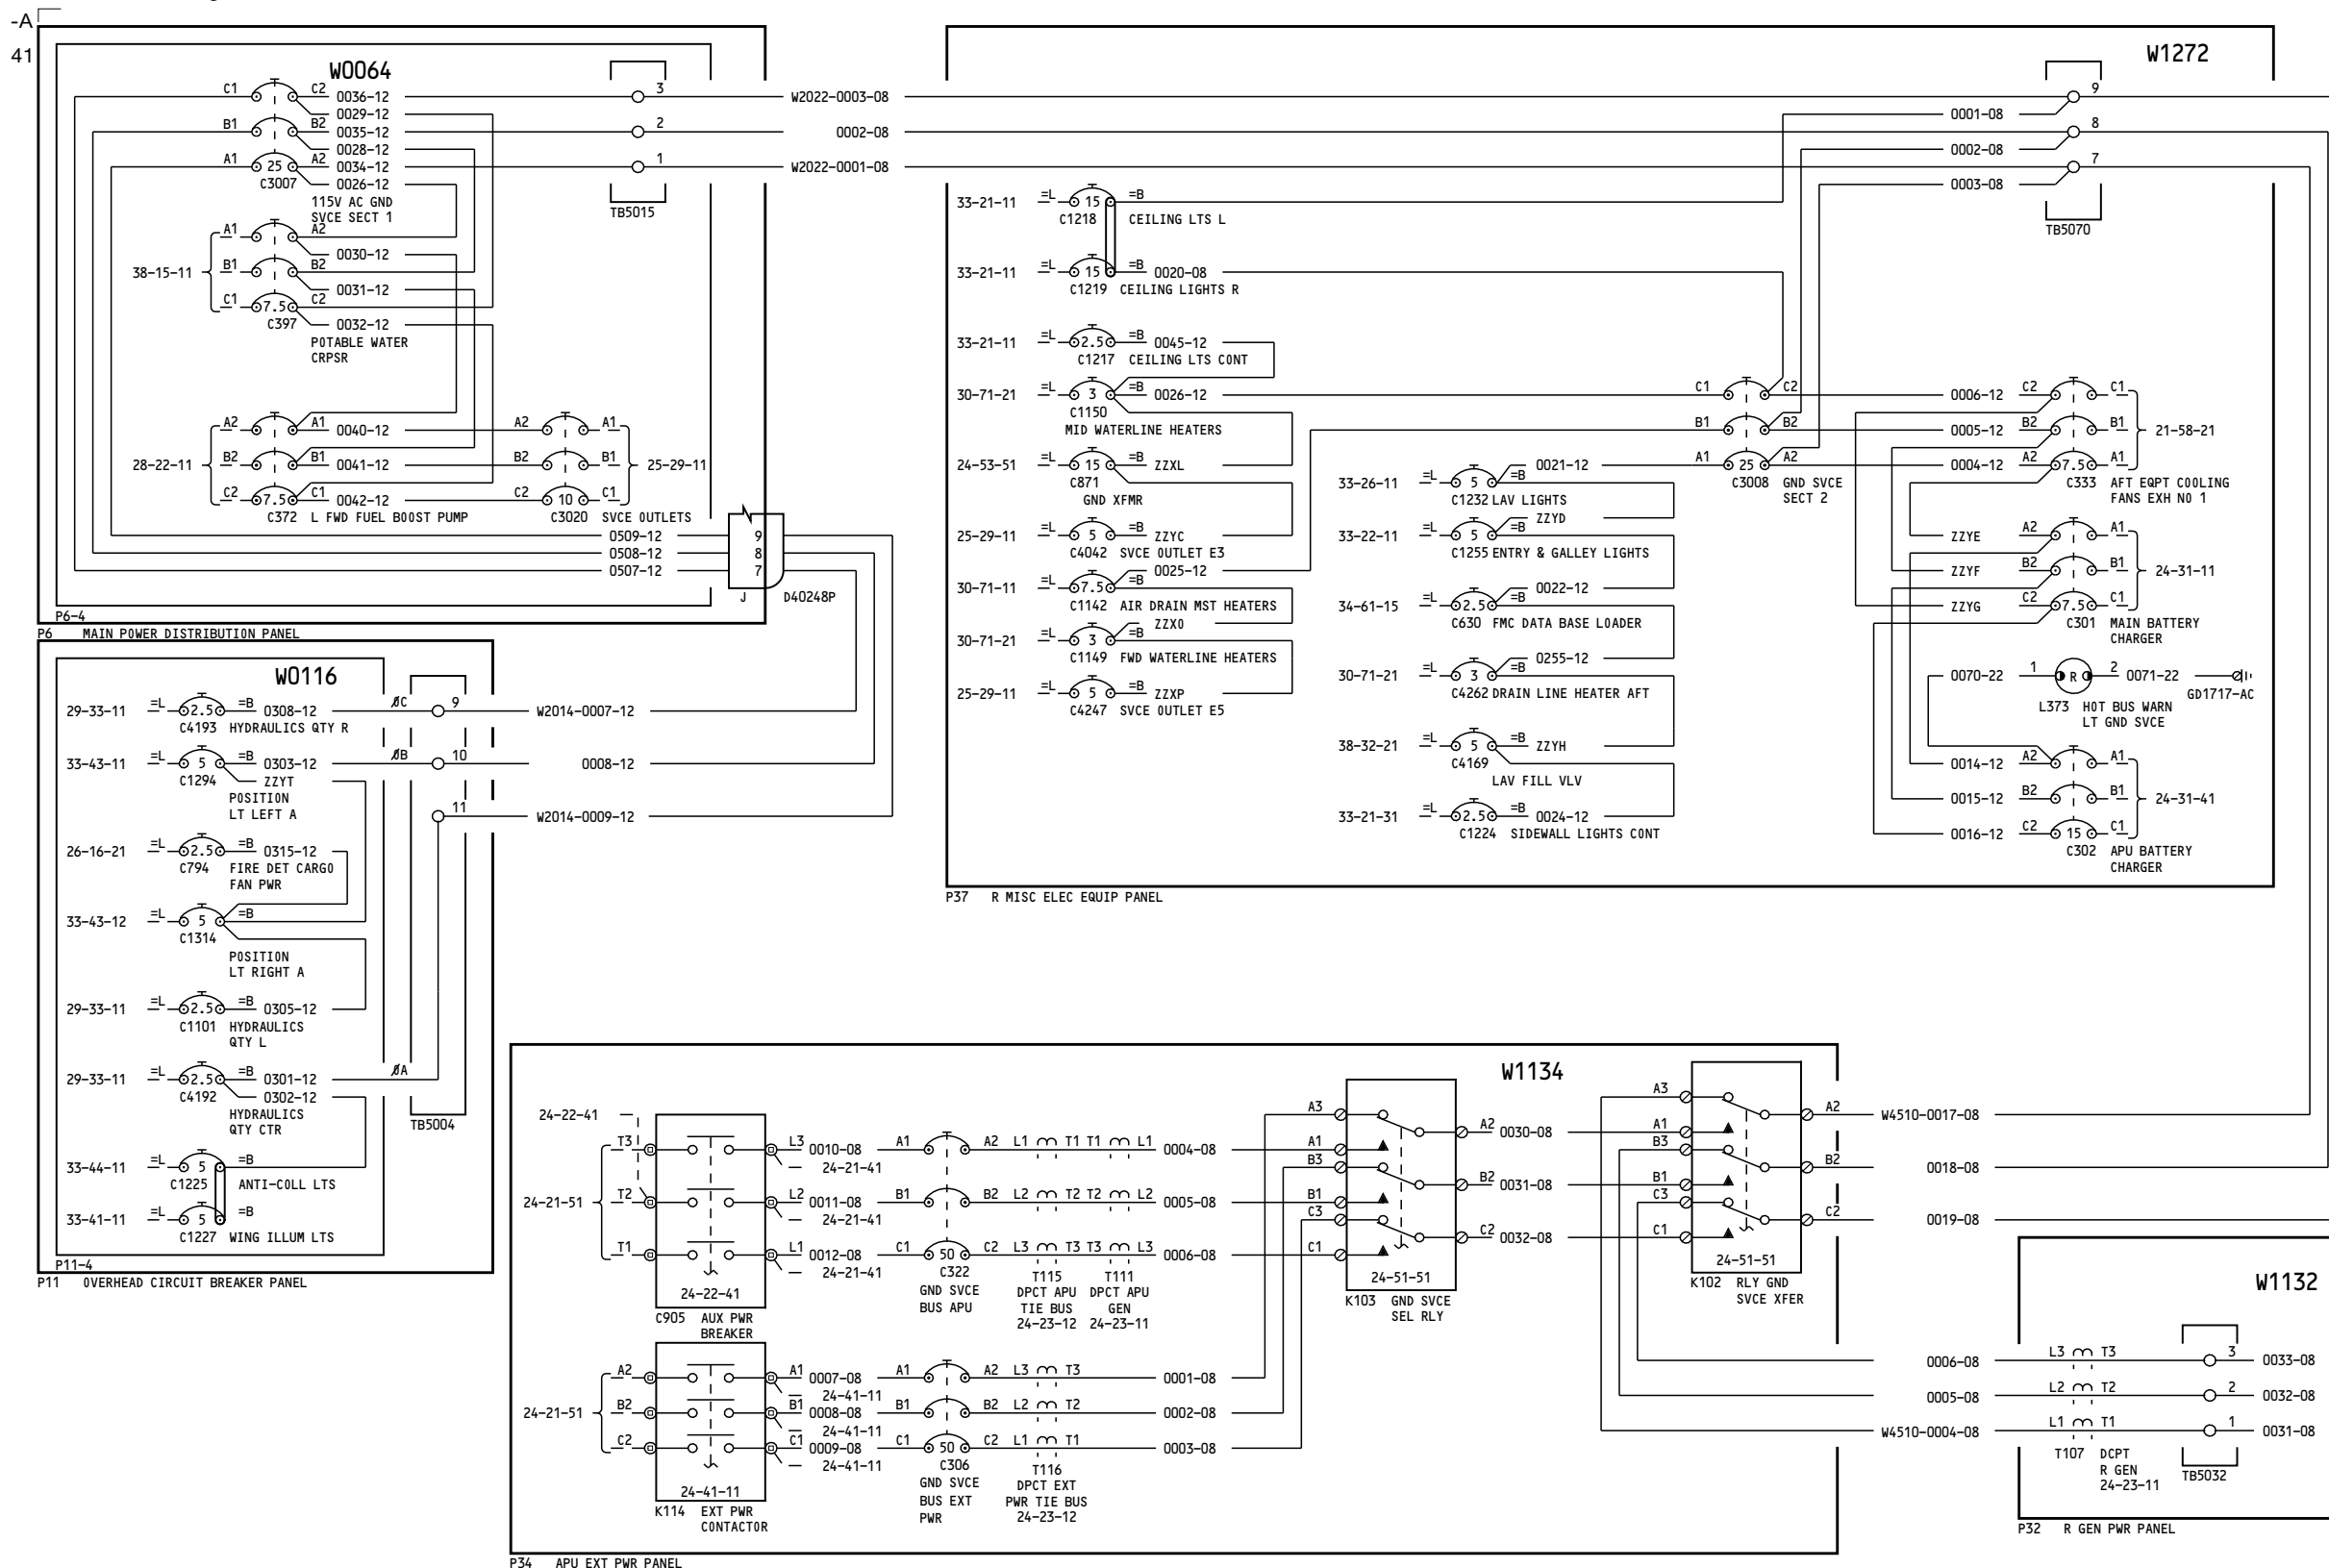 -A
41
W0064
C1 C2 0036-12 3
0029-12
B1 B2 0035-12 2
0028-12
A1 25 A2 0034-12 1
C3007 0026-12
115V AC GND
SVCE SECT 1
TB5015
A1 A2
0030-12
38-15-11 B1 B2
0031-12
C1 7.5 C2
C397 0032-12
POTABLE WATER
CRPSR
A2 A1 0040-12 A2 A1
28-22-11 B2 B1 0041-12 B2 B1 25-29-11
C2 7.5 C1 0042-12 C2 10 C1
C372 L FWD FUEL BOOST PUMP C3020 SVCE OUTLETS
0509-12 9
0508-12 8
0507-12 7
J D40248P
P6-4
P6 MAIN POWER DISTRIBUTION PANEL
W2022-0003-08
0002-08
W2022-0001-08
W0116
29-33-11 =L 2.5 =B 0308-12 ØC 9 W2014-0007-12
C4193 HYDRAULICS QTY R
33-43-11 =L 5 =B 0303-12 ØB 10 0008-12
C1294 ZZYT
POSITION
LT LEFT A
11 W2014-0009-12
26-16-21 =L 2.5 =B 0315-12
C794 FIRE DET CARGO
FAN PWR
33-43-12 =L 5 =B
C1314
POSITION
LT RIGHT A
29-33-11 =L 2.5 =B 0305-12
C1101 HYDRAULICS
QTY L
29-33-11 =L 2.5 =B 0301-12 ØA
C4192 0302-12
HYDRAULICS
QTY CTR
TB5004
33-44-11 =L 5 =B
C1225 ANTI-COLL LTS
33-41-11 =L 5 =B
C1227 WING ILLUM LTS
P11-4
P11 OVERHEAD CIRCUIT BREAKER PANEL
W1272
9
0001-08
8
0002-08
7
0003-08
TB5070
33-21-11 =L 15 =B
C1218 CEILING LTS L
33-21-11 =L 15 =B 0020-08
C1219 CEILING LIGHTS R
33-21-11 =L 2.5 =B 0045-12
C1217 CEILING LTS CONT
30-71-21 =L 3 =B 0026-12
C1150
MID WATERLINE HEATERS
24-53-51 =L 15 =B ZZXL
C871
GND XFMR
25-29-11 =L 5 =B ZZYC
C4042 SVCE OUTLET E3
0025-12
30-71-11 =L 7.5 =B
C1142 AIR DRAIN MST HEATERS
ZZXO
30-71-21 =L 3 =B
C1149 FWD WATERLINE HEATERS
25-29-11 =L 5 =B ZZXP
C4247 SVCE OUTLET E5
0021-12
33-26-11 =L 5 =B
C1232 LAV LIGHTS
ZZYD
33-22-11 =L 5 =B
C1255 ENTRY & GALLEY LIGHTS
0022-12
34-61-15 =L 2.5 =B
C630 FMC DATA BASE LOADER
0255-12
30-71-21 =L 3 =B
C4262 DRAIN LINE HEATER AFT
38-32-21 =L 5 =B ZZYH
C4169
LAV FILL VLV
33-21-31 =L 2.5 =B 0024-12
C1224 SIDEWALL LIGHTS CONT
C1 C2 0006-12 C2 C1
B1 B2 0005-12 B2 B1 21-58-21
A1 25 A2 0004-12 A2 7.5 A1
C3008 GND SVCE
SECT 2
C333 AFT EQPT COOLING
FANS EXH NO 1
ZZYE A2 A1
ZZYF B2 B1 24-31-11
ZZYG C2 7.5 C1
C301 MAIN BATTERY
CHARGER
0070-22 1 R 2 0071-22
GD1717-AC
L373 HOT BUS WARN
LT GND SVCE
0014-12 A2 A1
0015-12 B2 B1 24-31-41
0016-12 C2 15 C1
C302 APU BATTERY
CHARGER
P37 R MISC ELEC EQUIP PANEL
W1134
24-22-41
T3 L3 0010-08 A1 A2 L1 T1 T1 L1 0004-08
24-21-41
24-21-51 T2 L2 0011-08 B1 B2 L2 T2 T2 L2 0005-08
24-21-41
T1 L1 0012-08 C1 50 C2 L3 T3 T3 L3 0006-08
24-21-41
24-22-41
C905 AUX PWR
BREAKER
C322
GND SVCE
BUS APU
T115
DPCT APU
TIE BUS
24-23-12
T111
DPCT APU
GEN
24-23-11
A3
A1 A2 0030-08
B3
B1 B2 0031-08
C3
C1 C2 0032-08
24-51-51
K103 GND SVCE
SEL RLY
A3
A1 A2 W4510-0017-08
B3
B1 B2 0018-08
C3
C1 C2 0019-08
24-51-51
K102 RLY GND
SVCE XFER
A2 A1 0007-08 A1 A2 L3 T3 0001-08
24-41-11
24-21-51 B2 B1 0008-08 B1 B2 L2 T2 0002-08
24-41-11
C2 C1 0009-08 C1 50 C2 L1 T1 0003-08
24-41-11
24-41-11
K114 EXT PWR
CONTACTOR
C306
GND SVCE
BUS EXT
PWR
T116
DPCT EXT
PWR TIE BUS
24-23-12
P34 APU EXT PWR PANEL
W1132
0006-08 L3 T3 3 0033-08
0005-08 L2 T2 2 0032-08
W4510-0004-08 L1 T1 1 0031-08
T107 DCPT
R GEN
24-23-11
TB5032
P32 R GEN PWR PANEL